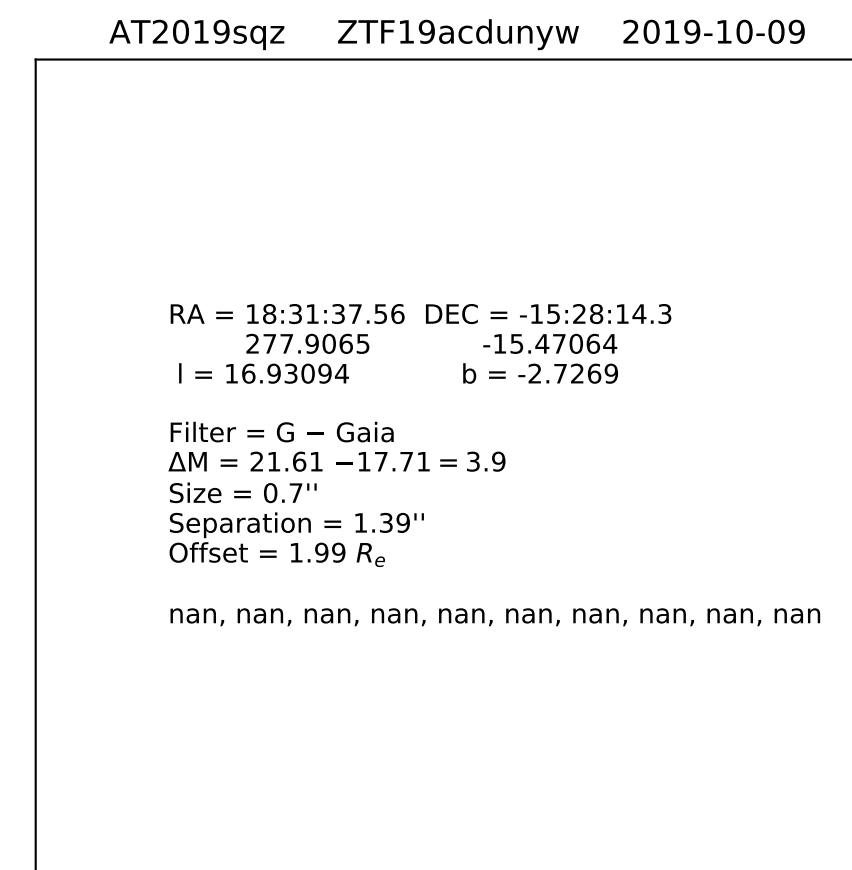 AT2019sqz ZTF19acdunyw 2019-10-09
RA = 18:31:37.56 DEC = -15:28:14.3
277.9065 -15.47064
l = 16.93094 b = -2.7269
Filter = G − Gaia
ΔM = 21.61 −17.71 = 3.9
Size = 0.7''
Separation = 1.39''
Offset = 1.99 Rₑ
nan, nan, nan, nan, nan, nan, nan, nan, nan, nan